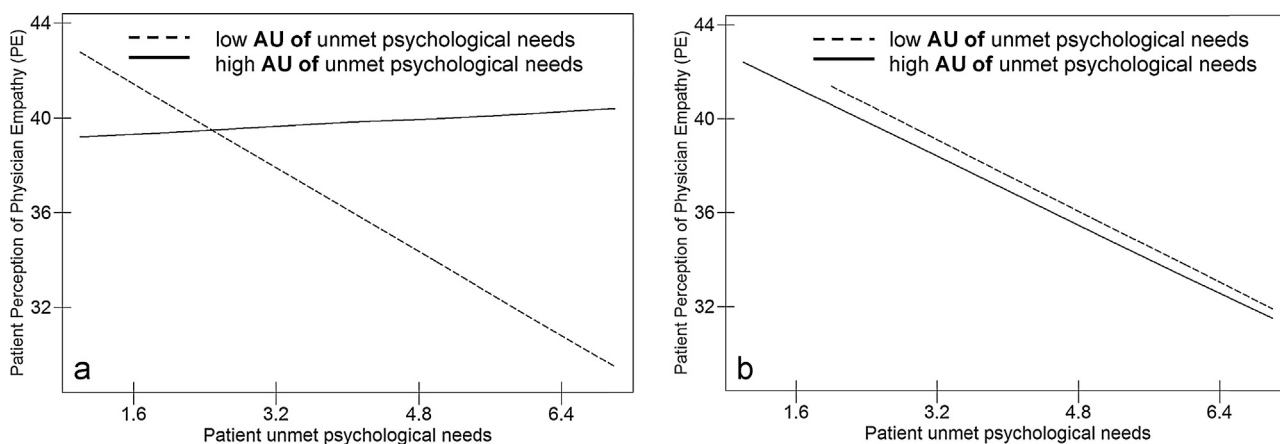 44
40
36
32
Patient Perception of Physician Empathy (PE)
low AU of unmet psychological needs
high AU of unmet psychological needs
a
1.6 3.2 4.8 6.4
Patient unmet psychological needs
44
40
36
32
Patient Perception of Physician Empathy (PE)
low AU of unmet psychological needs
high AU of unmet psychological needs
b
1.6 3.2 4.8 6.4
Patient unmet psychological needs